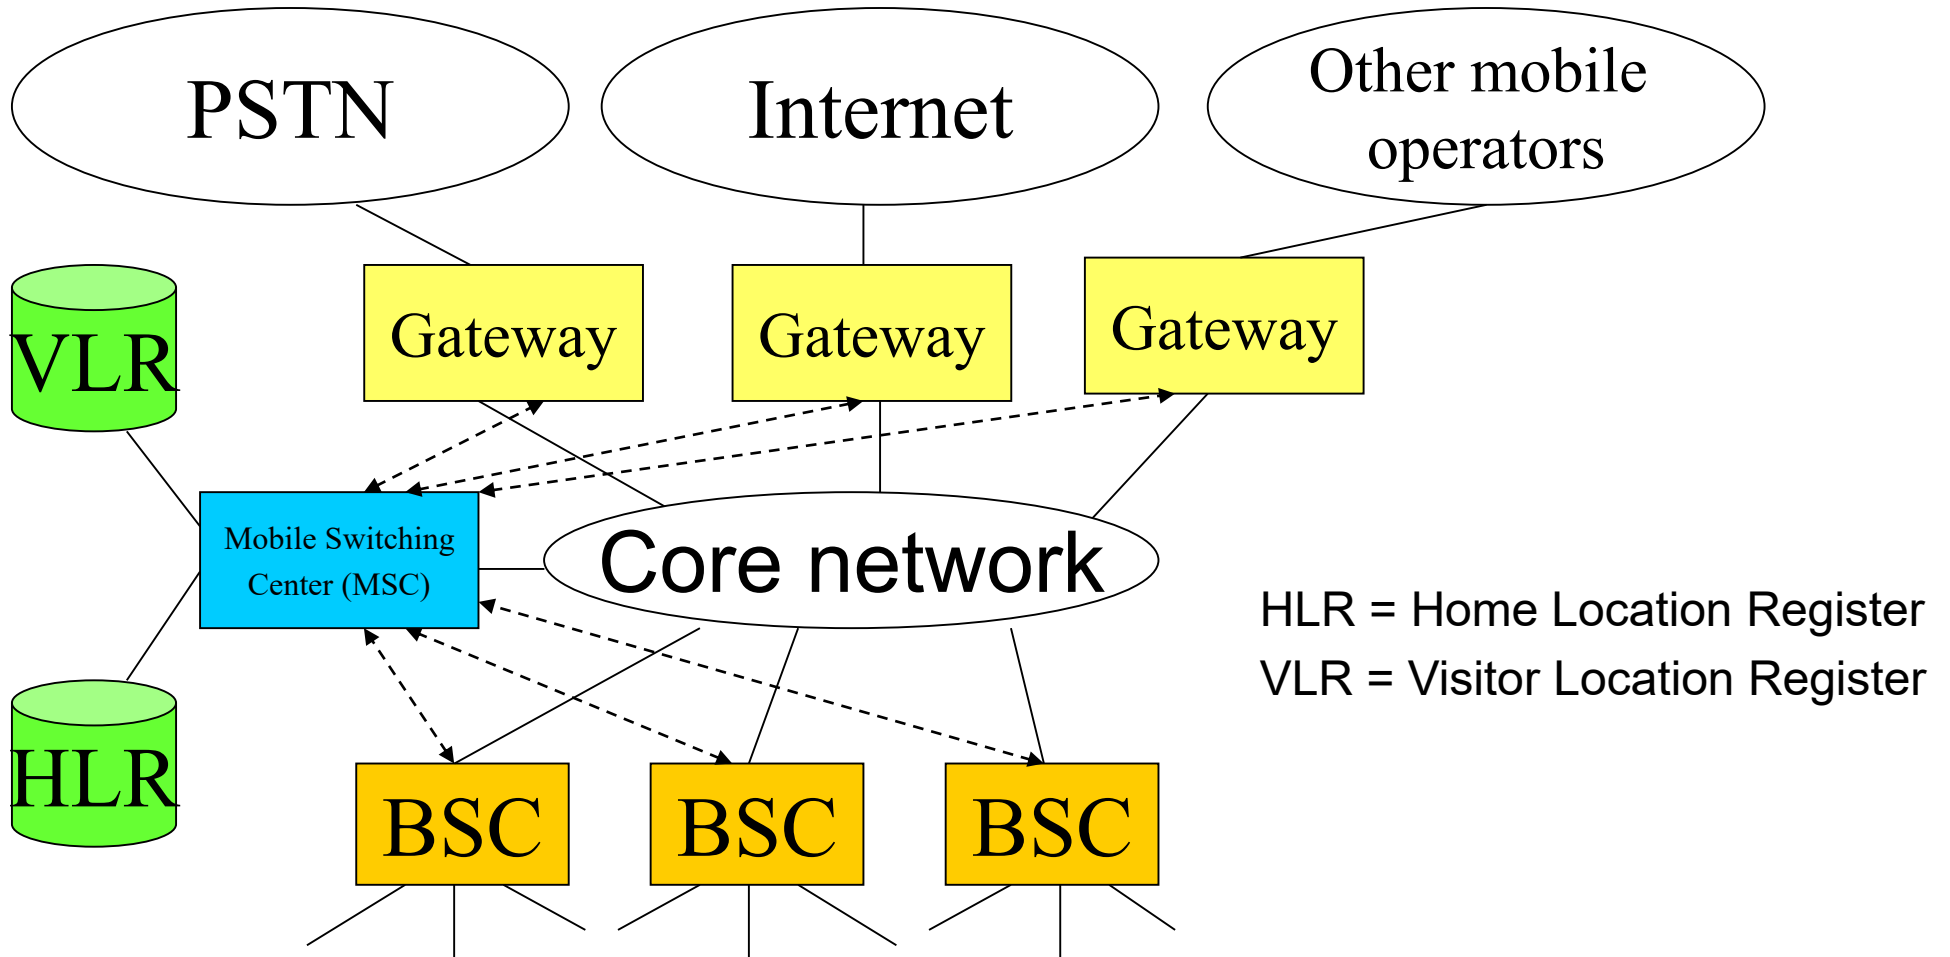 PSTN
Internet
Other mobile
operators
VLR
Gateway
Gateway
Gateway
Mobile Switching
Center (MSC)
Core network
HLR = Home Location Register
VLR = Visitor Location Register
HLR
BSC
BSC
BSC